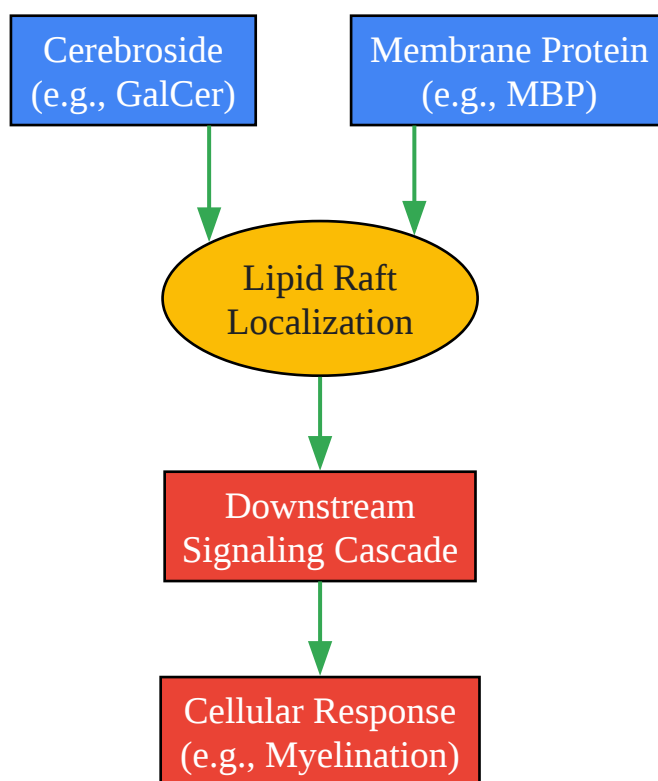 Cerebroside
(e.g., GalCer)
Membrane Protein
(e.g., MBP)
Lipid Raft
Localization
Downstream
Signaling Cascade
Cellular Response
(e.g., Myelination)